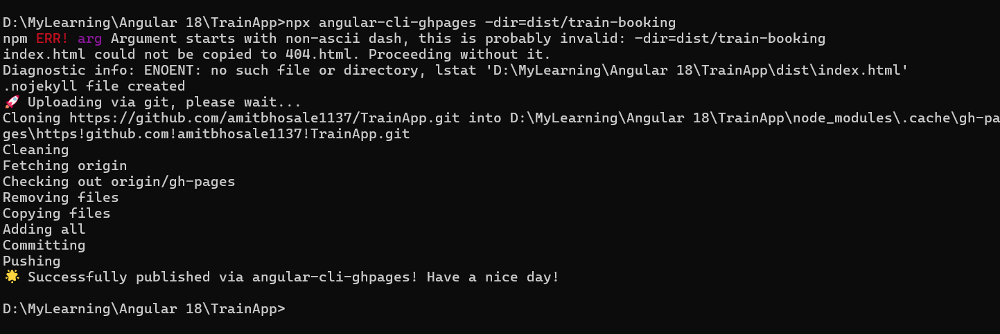 D:\MyLearning\Angular 18\TrainApp>npx angular-cli-ghpages –dir=dist/train-booking
npm ERR! arg Argument starts with non-ascii dash, this is probably invalid: –dir=dist/train-booking
index.html could not be copied to 404.html. Proceeding without it.
Diagnostic info: ENOENT: no such file or directory, lstat 'D:\MyLearning\Angular 18\TrainApp\dist\index.html'
.nojekyll file created
🚀 Uploading via git, please wait...
Cloning https://github.com/amitbhosale1137/TrainApp.git into D:\MyLearning\Angular 18\TrainApp\node_modules\.cache\gh-pa
ges\https!github.com!amitbhosale1137!TrainApp.git
Cleaning
Fetching origin
Checking out origin/gh-pages
Removing files
Copying files
Adding all
Committing
Pushing
🌟 Successfully published via angular-cli-ghpages! Have a nice day!
D:\MyLearning\Angular 18\TrainApp>